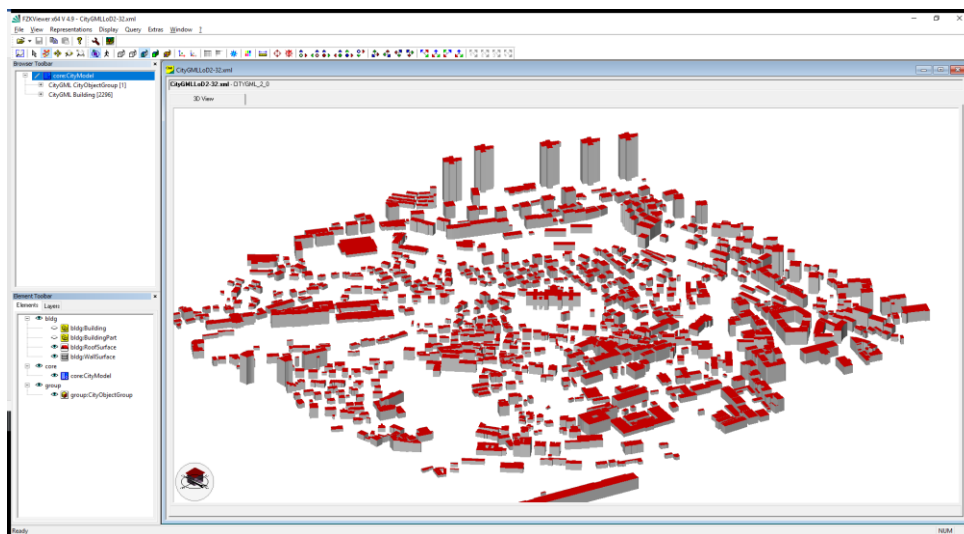 FZKViewer x64 V 4.9 - CityGMLLoD2-32.xml
File View Representations Display Query Extras Window ?
Browser Toolbar
core:CityModel
CityGML CityObjectGroup [1]
CityGML Building [2296]
Element Toolbar
Elements Layers
bldg
bldg:Building
bldg:BuildingPart
bldg:RoofSurface
bldg:WallSurface
core
core:CityModel
group
group:CityObjectGroup
CityGMLLoD2-32.xml
CityGMLLoD2-32.xml - CITYGML_2_0
3D View
Ready
NUM